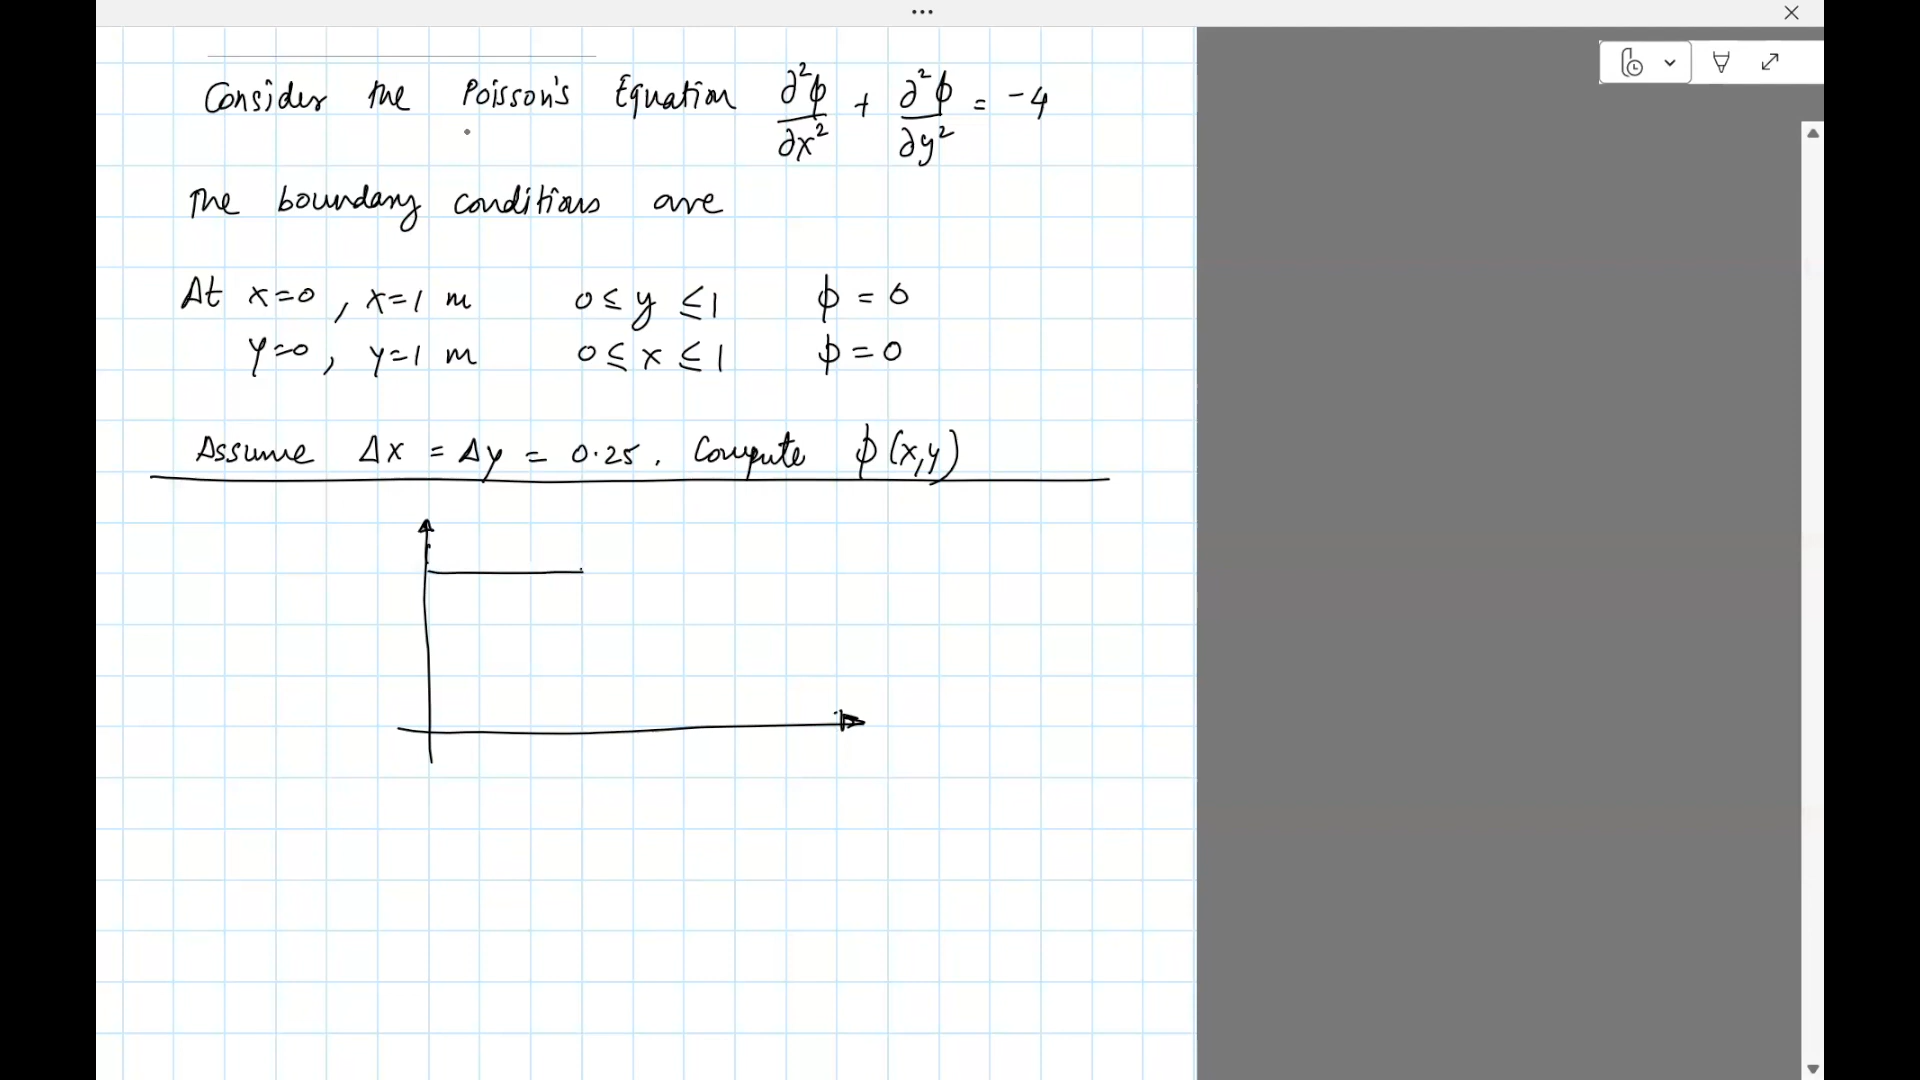 Consider the Poisson's Equation ∂²ϕ/∂x² + ∂²ϕ/∂y² = -4
The boundary conditions are
At x=0, x=1 m 0≤y≤1 ϕ=0
y=0, y=1 m 0≤x≤1 ϕ=0
Assume Δx = Δy = 0.25. Compute ϕ(x,y)